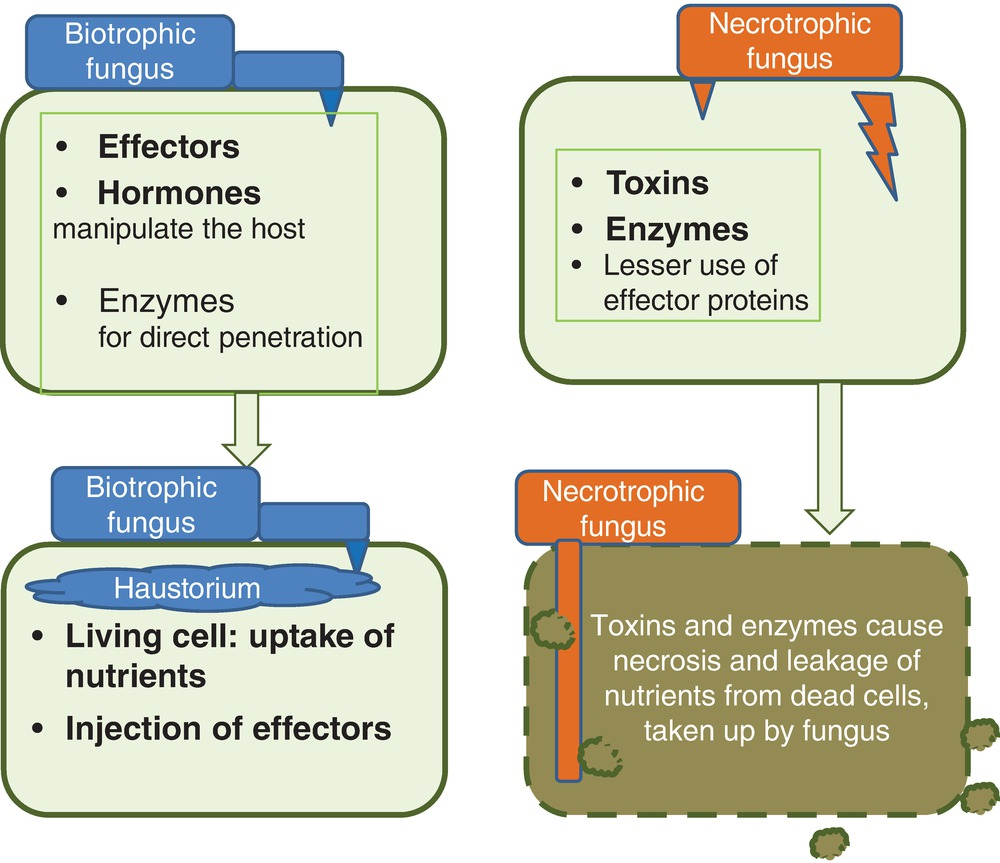 Biotrophic
fungus
• Effectors
• Hormones
manipulate the host
• Enzymes
for direct penetration
Biotrophic
fungus
Haustorium
• Living cell: uptake of
nutrients
• Injection of effectors
Necrotrophic
fungus
• Toxins
• Enzymes
• Lesser use of
effector proteins
Necrotrophic
fungus
Toxins and enzymes cause
necrosis and leakage of
nutrients from dead cells,
taken up by fungus